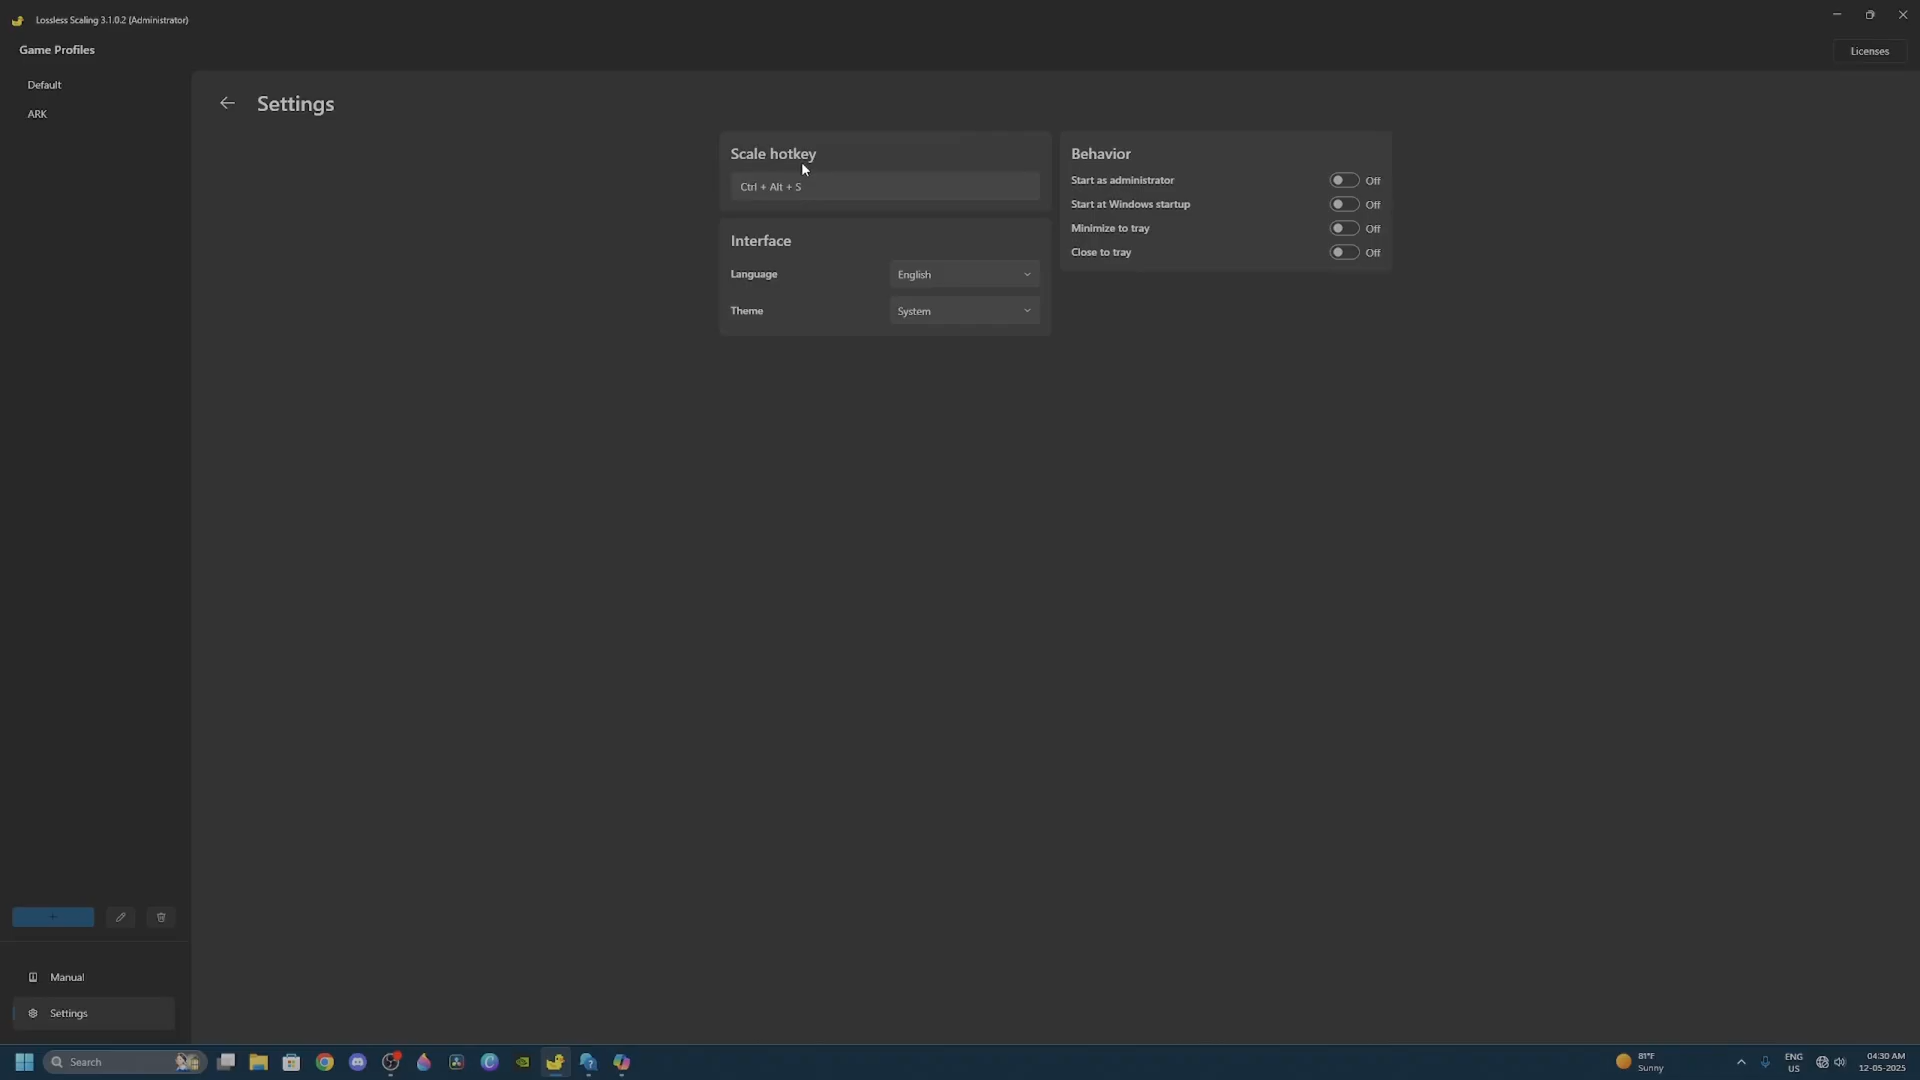 Lossless Scaling 3.1.0.2 (Administrator)
Game Profiles
Licenses
Default
ARK
Settings
Scale hotkey
Ctrl + Alt + S
Interface
Language
English
Theme
System
Behavior
Start as administrator
Off
Start at Windows startup
Off
Minimize to tray
Off
Close to tray
Off
Manual
Settings
Search
81°F
Sunny
ENG
US
04:30 AM
12-05-2025